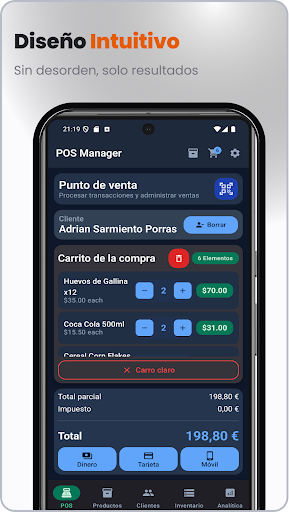 Diseño Intuitivo
Sin desorden, solo resultados
21:19
POS Manager
Punto de venta
Procesar transacciones y administrar ventas
Cliente
Adrian Sarmiento Porras
Borrar
Carrito de la compra
6 Elementos
Huevos de Gallina
x12
$35.00 each
2
$70.00
Coca Cola 500ml
$15.50 each
2
$31.00
Cereal Corn Flakes
Carro claro
Total parcial
198,80 €
Impuesto
0,00 €
Total
198,80 €
Dinero
Tarjeta
Móvil
POS
Productos
Clientes
Inventario
Analítica